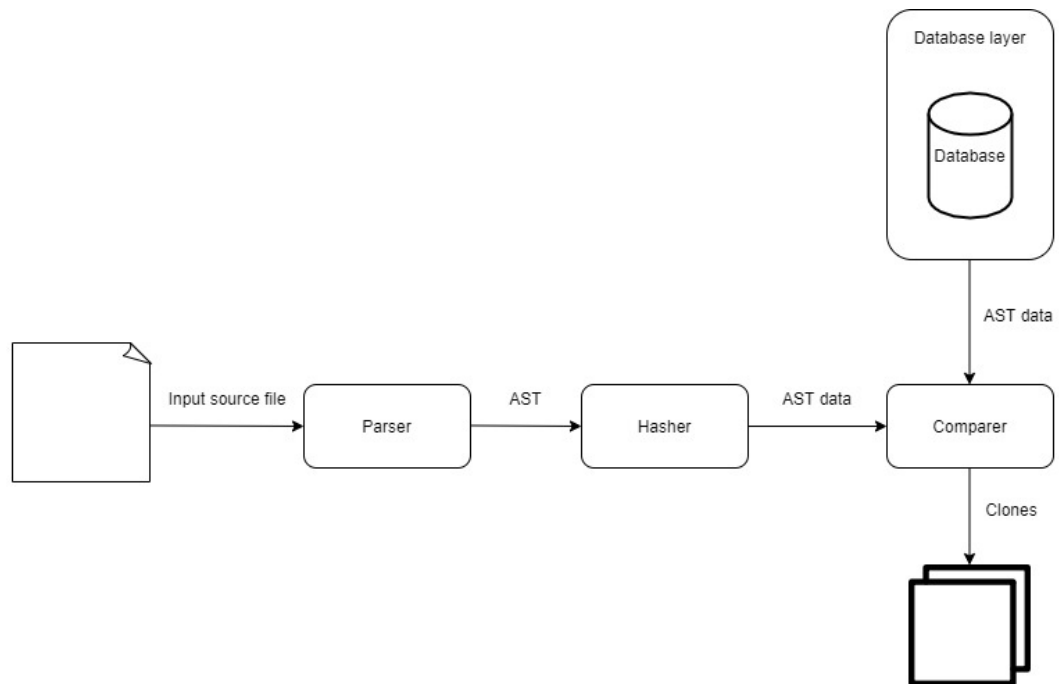 Database layer
Database
AST data
Input source file
AST
AST data
Parser
Hasher
Comparer
Clones